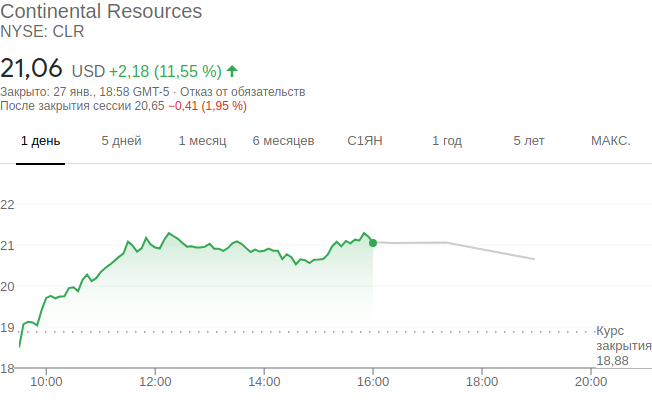 Continental Resources
NYSE: CLR
21,06 USD +2,18 (11,55 %)
Закрыто: 27 янв., 18:58 GMT-5 · Отказ от обязательств
После закрытия сессии 20,65 −0,41 (1,95 %)
1 день 5 дней 1 месяц 6 месяцев С1ЯН 1 год 5 лет МАКС.
22
21
20
19
Курс
закрытия
18,88
18
10:00 12:00 14:00 16:00 18:00 20:00